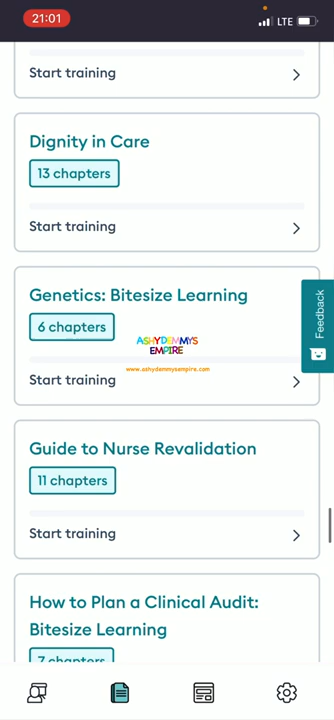 21:01
LTE
Start training
Dignity in Care
13 chapters
Start training
Genetics: Bitesize Learning
6 chapters
ASHYDEMMYS
EMPIRE
www.ashydemmysempire.com
Start training
Feedback
Guide to Nurse Revalidation
11 chapters
Start training
How to Plan a Clinical Audit:
Bitesize Learning
7 chapters